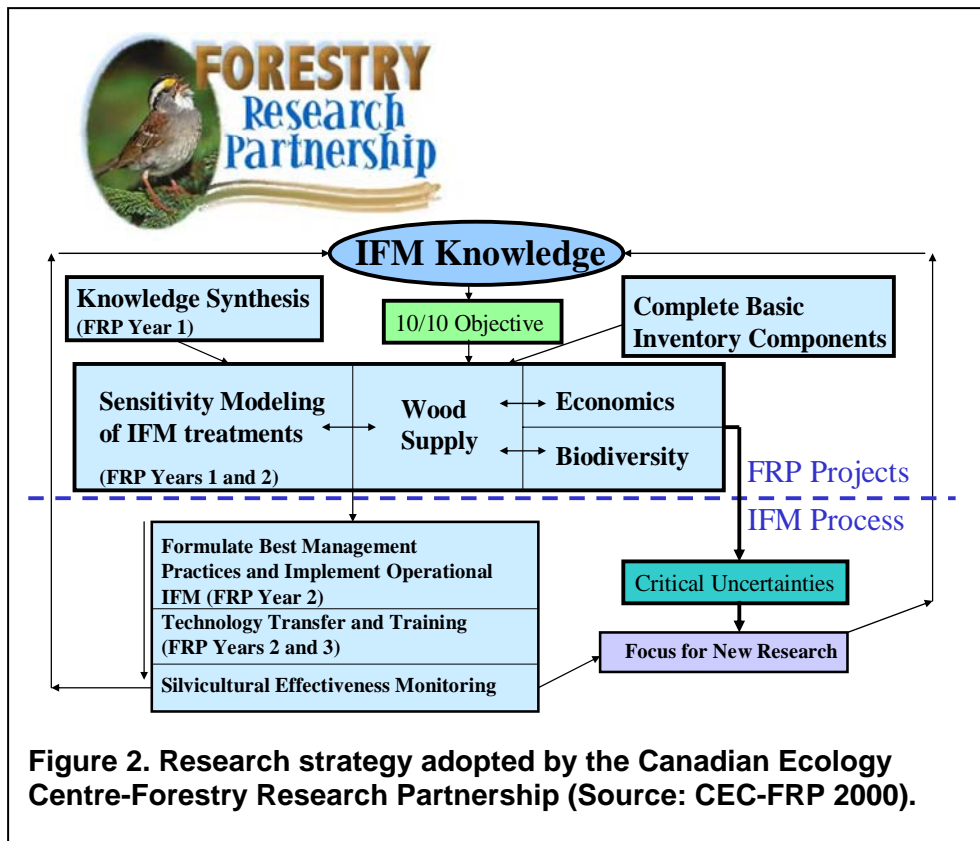 FORESTRY
Research
Partnership
IFM Knowledge
Knowledge Synthesis
(FRP Year 1)
10/10 Objective
Complete Basic
Inventory Components
Sensitivity Modeling
of IFM treatments
(FRP Years 1 and 2)
Wood
Supply
Economics
Biodiversity
FRP Projects
IFM Process
Formulate Best Management
Practices and Implement Operational
IFM (FRP Year 2)
Technology Transfer and Training
(FRP Years 2 and 3)
Silvicultural Effectiveness Monitoring
Critical Uncertainties
Focus for New Research
Figure 2. Research strategy adopted by the Canadian Ecology
Centre-Forestry Research Partnership (Source: CEC-FRP 2000).